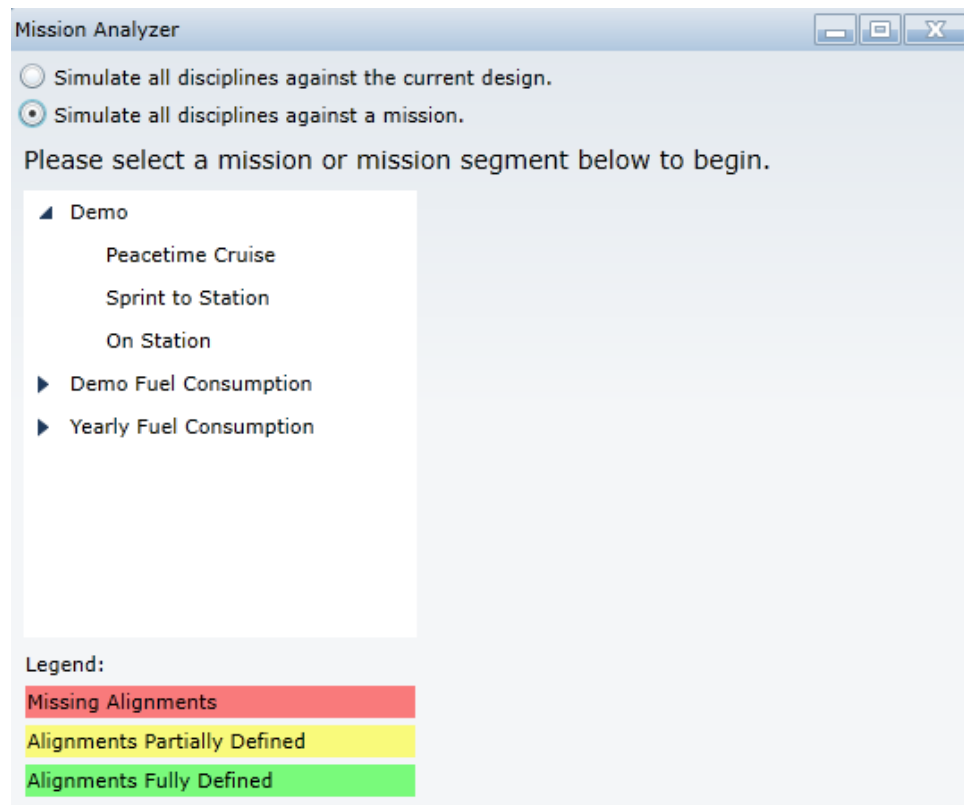 Mission Analyzer
Simulate all disciplines against the current design.
Simulate all disciplines against a mission.
Please select a mission or mission segment below to begin.
Demo
Peacetime Cruise
Sprint to Station
On Station
Demo Fuel Consumption
Yearly Fuel Consumption
Legend:
Missing Alignments
Alignments Partially Defined
Alignments Fully Defined